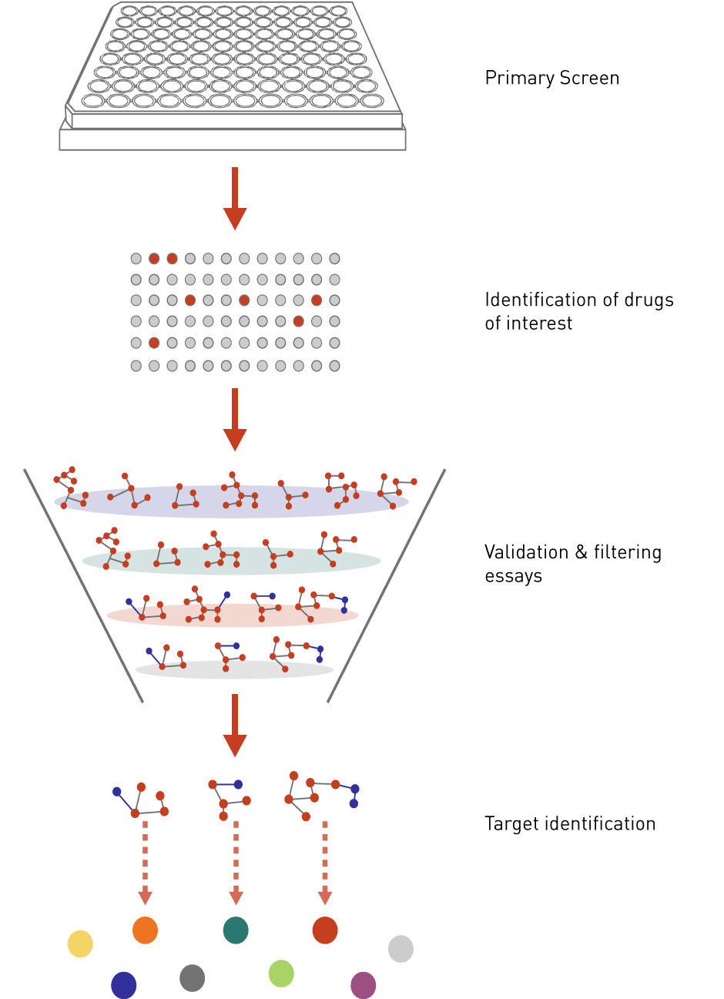 Primary Screen
Identification of drugs
of interest
Validation & filtering
essays
Target identification